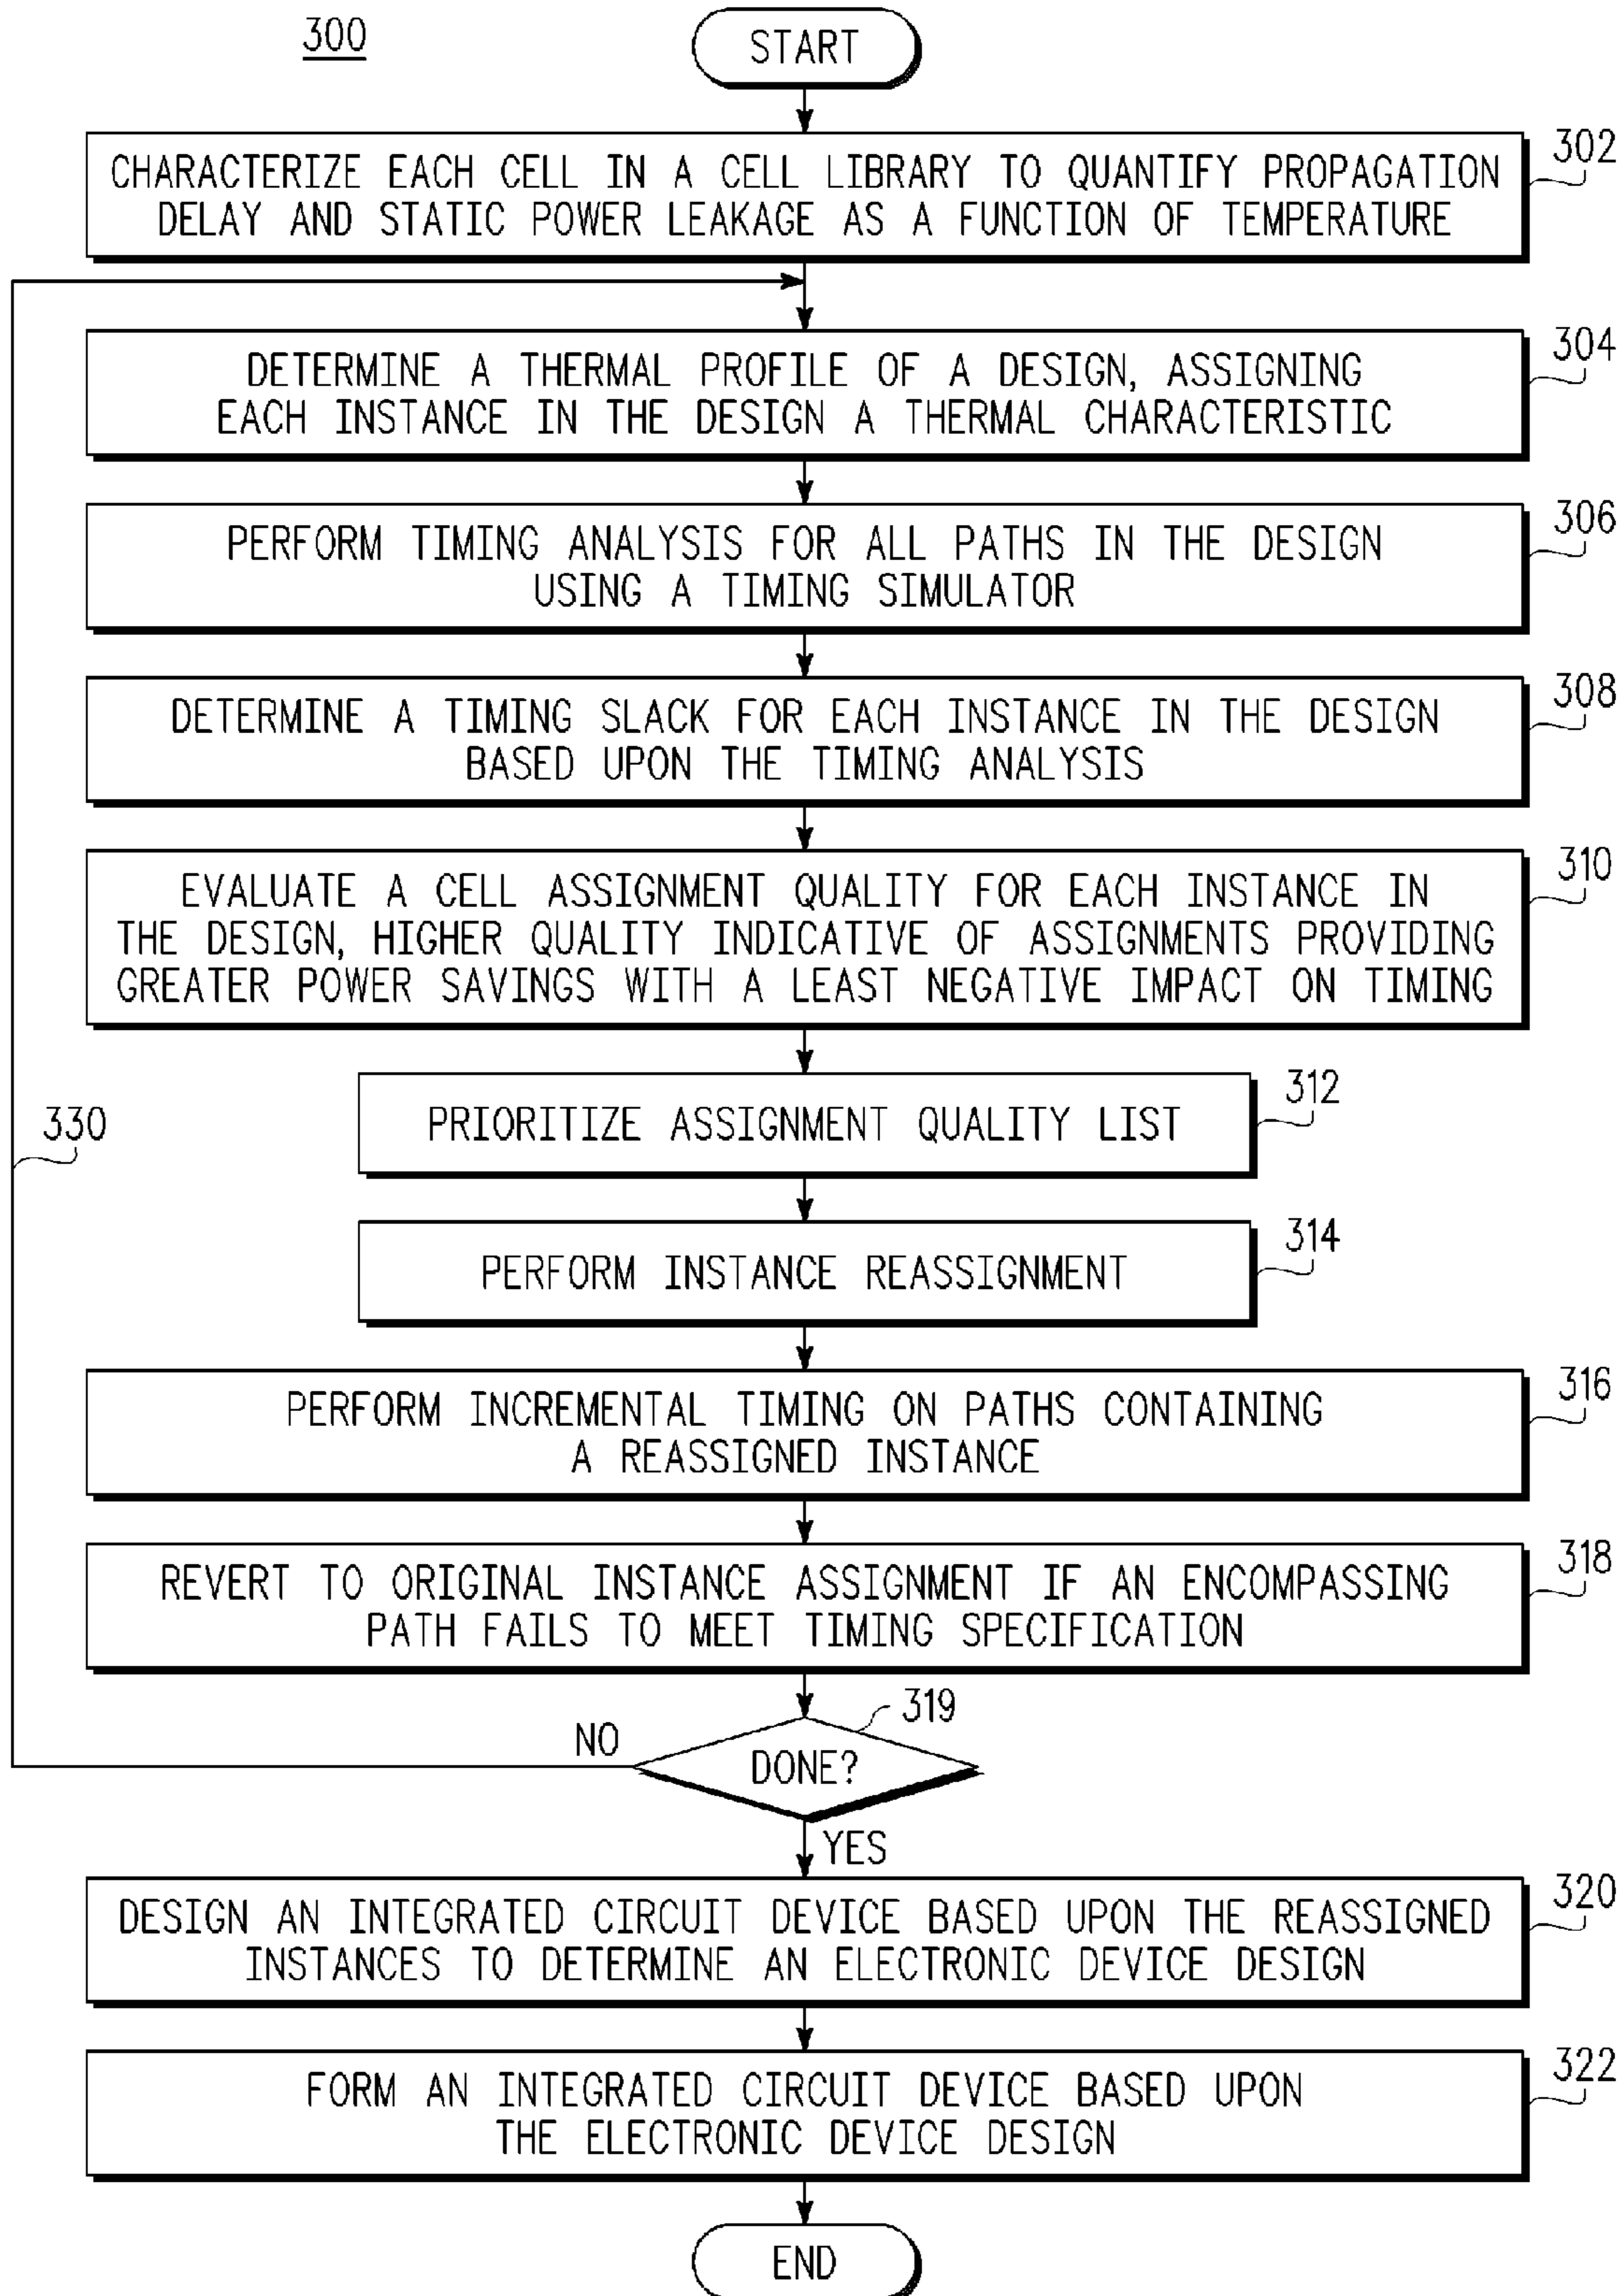 300
START
CHARACTERIZE EACH CELL IN A CELL LIBRARY TO QUANTIFY PROPAGATION
DELAY AND STATIC POWER LEAKAGE AS A FUNCTION OF TEMPERATURE
302
DETERMINE A THERMAL PROFILE OF A DESIGN, ASSIGNING
EACH INSTANCE IN THE DESIGN A THERMAL CHARACTERISTIC
304
PERFORM TIMING ANALYSIS FOR ALL PATHS IN THE DESIGN
USING A TIMING SIMULATOR
306
DETERMINE A TIMING SLACK FOR EACH INSTANCE IN THE DESIGN
BASED UPON THE TIMING ANALYSIS
308
EVALUATE A CELL ASSIGNMENT QUALITY FOR EACH INSTANCE IN
THE DESIGN, HIGHER QUALITY INDICATIVE OF ASSIGNMENTS PROVIDING
GREATER POWER SAVINGS WITH A LEAST NEGATIVE IMPACT ON TIMING
310
PRIORITIZE ASSIGNMENT QUALITY LIST
312
330
PERFORM INSTANCE REASSIGNMENT
314
PERFORM INCREMENTAL TIMING ON PATHS CONTAINING
A REASSIGNED INSTANCE
316
REVERT TO ORIGINAL INSTANCE ASSIGNMENT IF AN ENCOMPASSING
PATH FAILS TO MEET TIMING SPECIFICATION
318
319
NO
DONE?
YES
DESIGN AN INTEGRATED CIRCUIT DEVICE BASED UPON THE REASSIGNED
INSTANCES TO DETERMINE AN ELECTRONIC DEVICE DESIGN
320
FORM AN INTEGRATED CIRCUIT DEVICE BASED UPON
THE ELECTRONIC DEVICE DESIGN
322
END